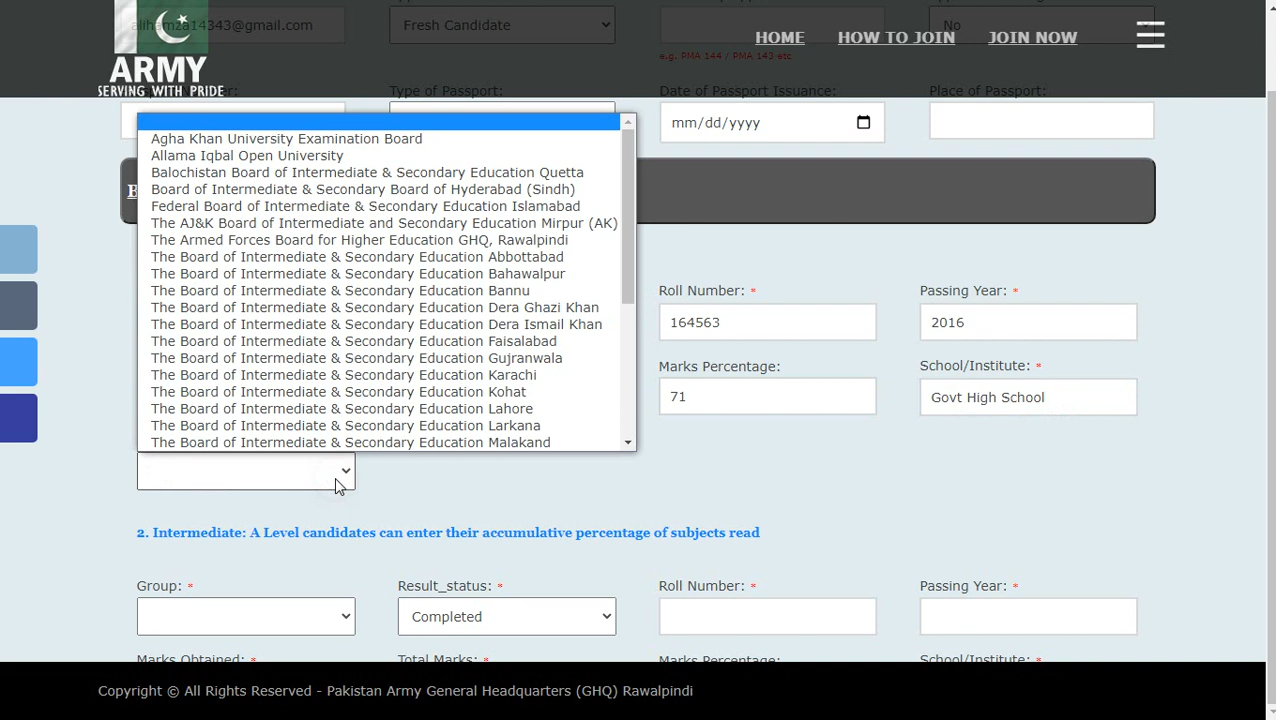 alihamza14343@gmail.com
Fresh Candidate
No
ARMY
SERVING WITH PRIDE
HOME
HOW TO JOIN
JOIN NOW
e.g. PMA 144 / PMA 143 etc
Type of Passport:
Date of Passport Issuance:
Place of Passport:
mm/dd/yyyy
Agha Khan University Examination Board
Allama Iqbal Open University
Balochistan Board of Intermediate & Secondary Education Quetta
Board of Intermediate & Secondary Board of Hyderabad (Sindh)
Federal Board of Intermediate & Secondary Education Islamabad
The AJ&K Board of Intermediate and Secondary Education Mirpur (AK)
The Armed Forces Board for Higher Education GHQ, Rawalpindi
The Board of Intermediate & Secondary Education Abbottabad
The Board of Intermediate & Secondary Education Bahawalpur
The Board of Intermediate & Secondary Education Bannu
The Board of Intermediate & Secondary Education Dera Ghazi Khan
The Board of Intermediate & Secondary Education Dera Ismail Khan
The Board of Intermediate & Secondary Education Faisalabad
The Board of Intermediate & Secondary Education Gujranwala
The Board of Intermediate & Secondary Education Karachi
The Board of Intermediate & Secondary Education Kohat
The Board of Intermediate & Secondary Education Lahore
The Board of Intermediate & Secondary Education Larkana
The Board of Intermediate & Secondary Education Malakand
Roll Number: *
Passing Year: *
164563
2016
Marks Percentage:
School/Institute: *
71
Govt High School
2. Intermediate: A Level candidates can enter their accumulative percentage of subjects read
Group: *
Result_status: *
Roll Number: *
Passing Year: *
Completed
Marks Obtained: *
Total Marks: *
Marks Percentage:
School/Institute: *
Copyright © All Rights Reserved - Pakistan Army General Headquarters (GHQ) Rawalpindi